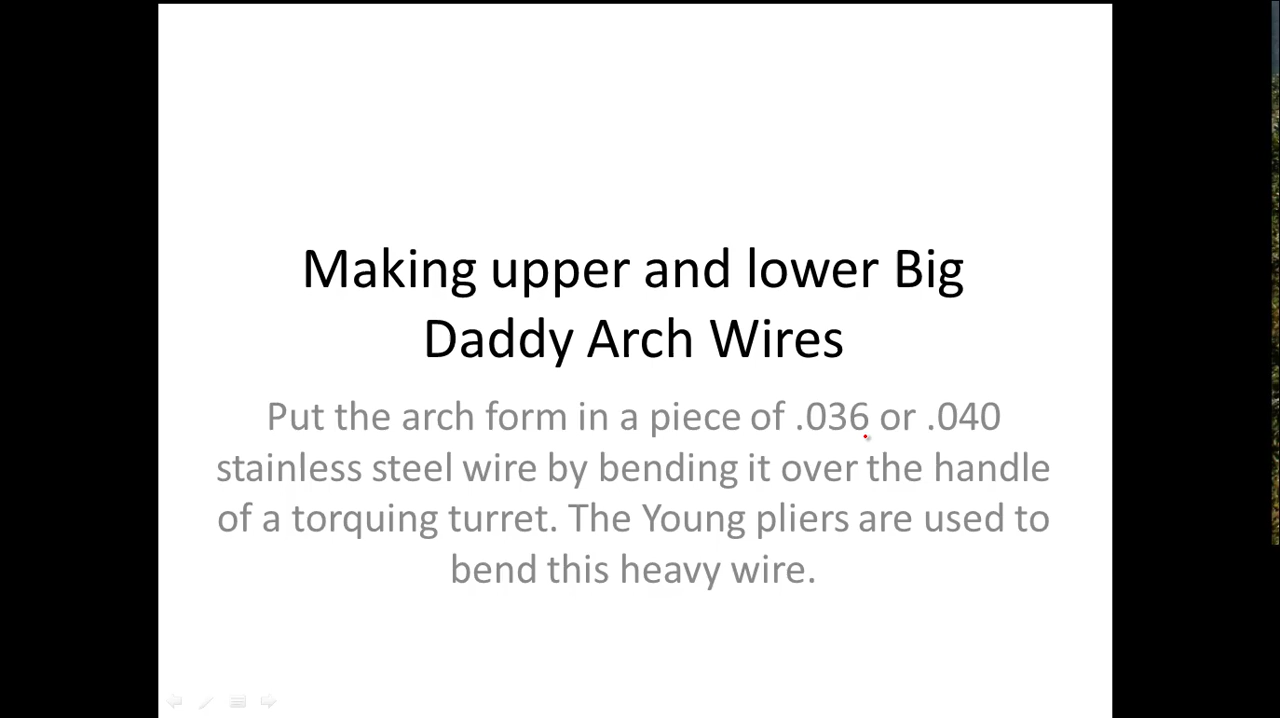 Making upper and lower Big
Daddy Arch Wires
Put the arch form in a piece of .036 or .040
stainless steel wire by bending it over the handle
of a torquing turret. The Young pliers are used to
bend this heavy wire.